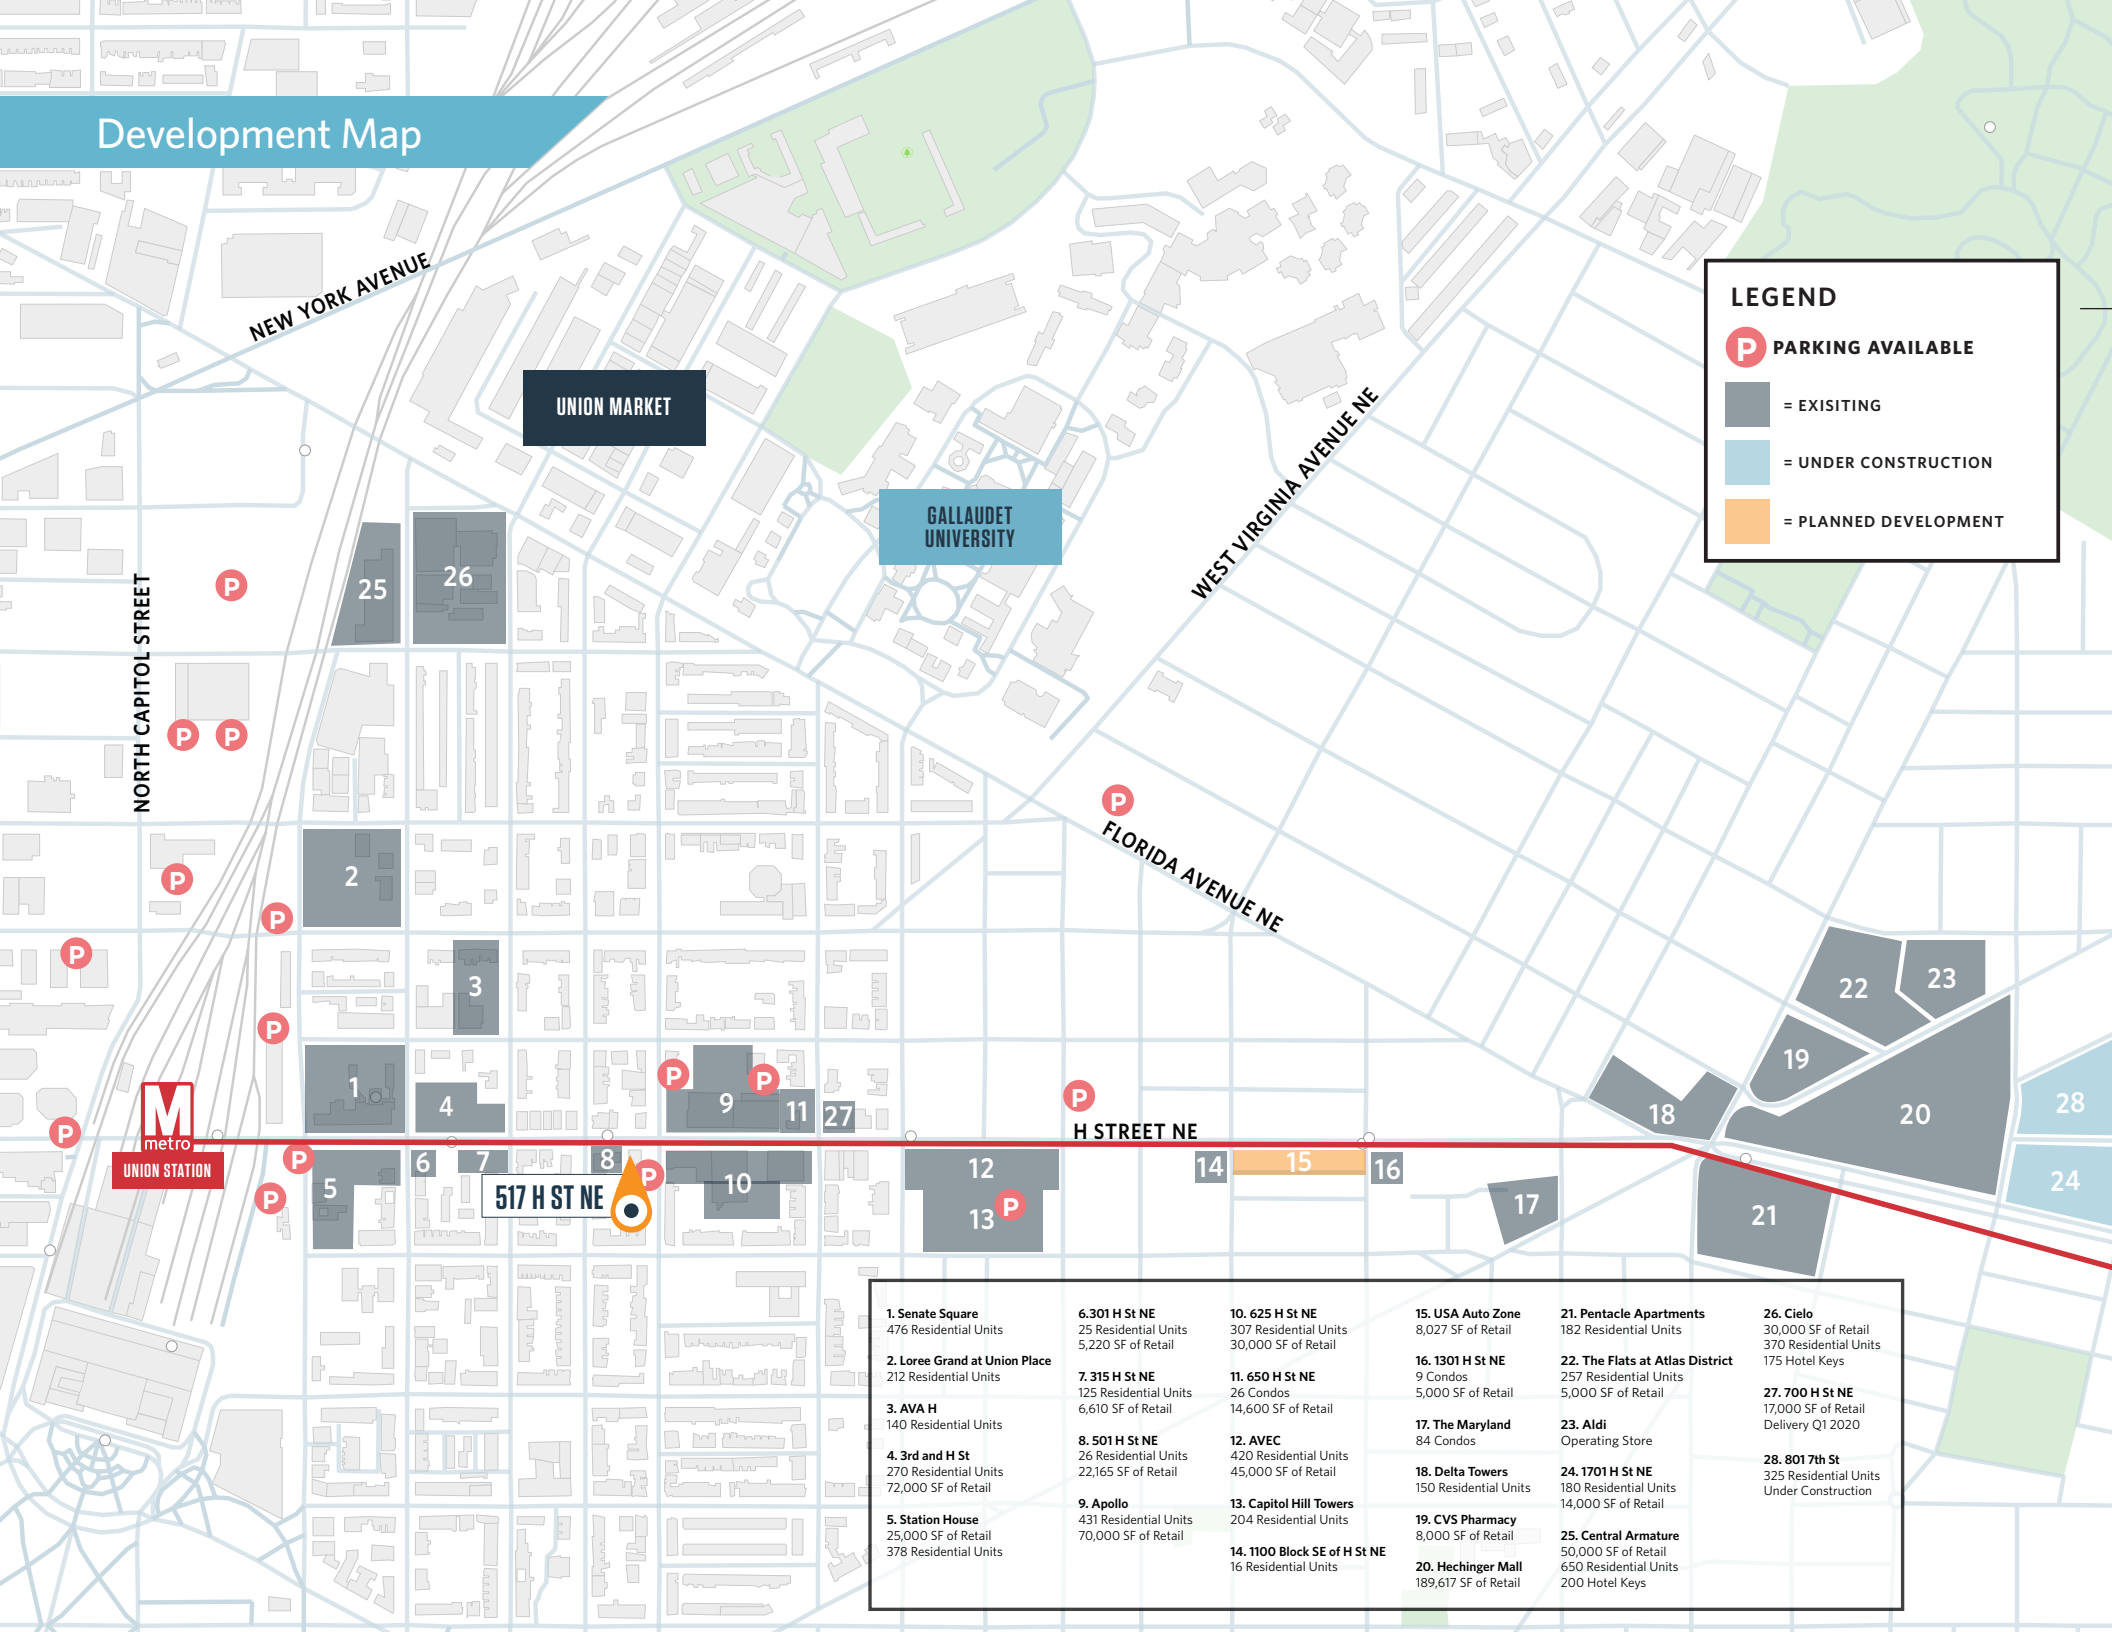 Development Map
NEW YORK AVENUE
UNION MARKET
GALLAUDET
UNIVERSITY
WEST VIRGINIA AVENUE NE
NORTH CAPITOL STREET
FLORIDA AVENUE NE
H STREET NE
LEGEND
P PARKING AVAILABLE
= EXISITING
= UNDER CONSTRUCTION
= PLANNED DEVELOPMENT
25
26
P
P
P
P
P
2
P
P
3
P
22
23
19
1
4
P
9
P
11
27
P
18
20
28
M
metro
UNION STATION
P
P
P
5
6
7
8
P
517 H ST NE
10
12
13
P
14
15
16
17
21
24
1. Senate Square
476 Residential Units
2. Loree Grand at Union Place
212 Residential Units
3. AVA H
140 Residential Units
4. 3rd and H St
270 Residential Units
72,000 SF of Retail
5. Station House
25,000 SF of Retail
378 Residential Units
6.301 H St NE
25 Residential Units
5,220 SF of Retail
7. 315 H St NE
125 Residential Units
6,610 SF of Retail
8. 501 H St NE
26 Residential Units
22,165 SF of Retail
9. Apollo
431 Residential Units
70,000 SF of Retail
10. 625 H St NE
307 Residential Units
30,000 SF of Retail
11. 650 H St NE
26 Condos
14,600 SF of Retail
12. AVEC
420 Residential Units
45,000 SF of Retail
13. Capitol Hill Towers
204 Residential Units
14. 1100 Block SE of H St NE
16 Residential Units
15. USA Auto Zone
8,027 SF of Retail
16. 1301 H St NE
9 Condos
5,000 SF of Retail
17. The Maryland
84 Condos
18. Delta Towers
150 Residential Units
19. CVS Pharmacy
8,000 SF of Retail
20. Hechinger Mall
189,617 SF of Retail
21. Pentacle Apartments
182 Residential Units
22. The Flats at Atlas District
257 Residential Units
5,000 SF of Retail
23. Aldi
Operating Store
24. 1701 H St NE
180 Residential Units
14,000 SF of Retail
25. Central Armature
50,000 SF of Retail
650 Residential Units
200 Hotel Keys
26. Cielo
30,000 SF of Retail
370 Residential Units
175 Hotel Keys
27. 700 H St NE
17,000 SF of Retail
Delivery Q1 2020
28. 801 7th St
325 Residential Units
Under Construction